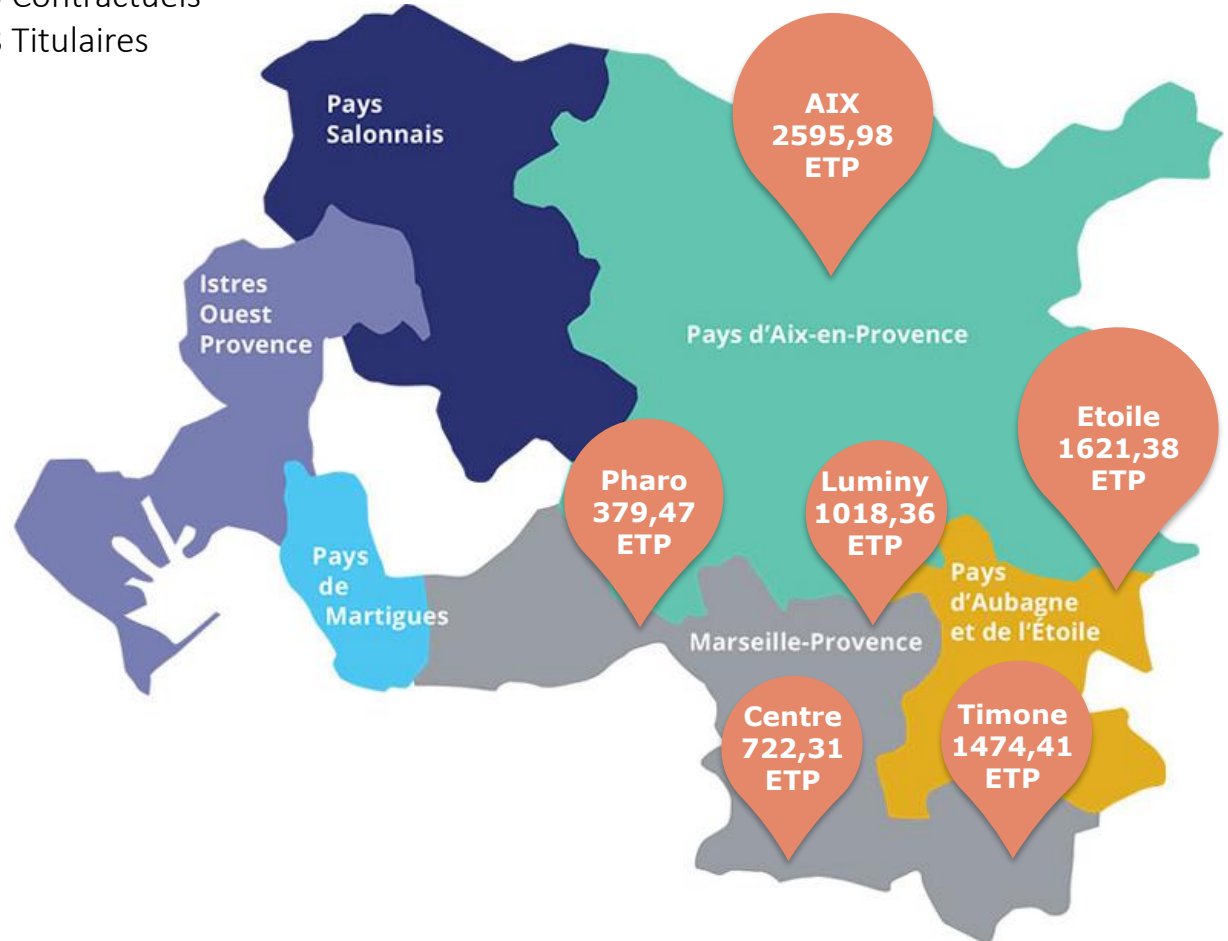 Contractuels
Titulaires
Pays
Salonnais
AIX
2595,98
ETP
Istres
Ouest
Provence
Pays d'Aix-en-Provence
Etoile
1621,38
ETP
Pharo
379,47
ETP
Luminy
1018,36
ETP
Pays
de
Martigues
Pays
d'Aubagne
et de l'Étoile
Marseille-Provence
Centre
722,31
ETP
Timone
1474,41
ETP